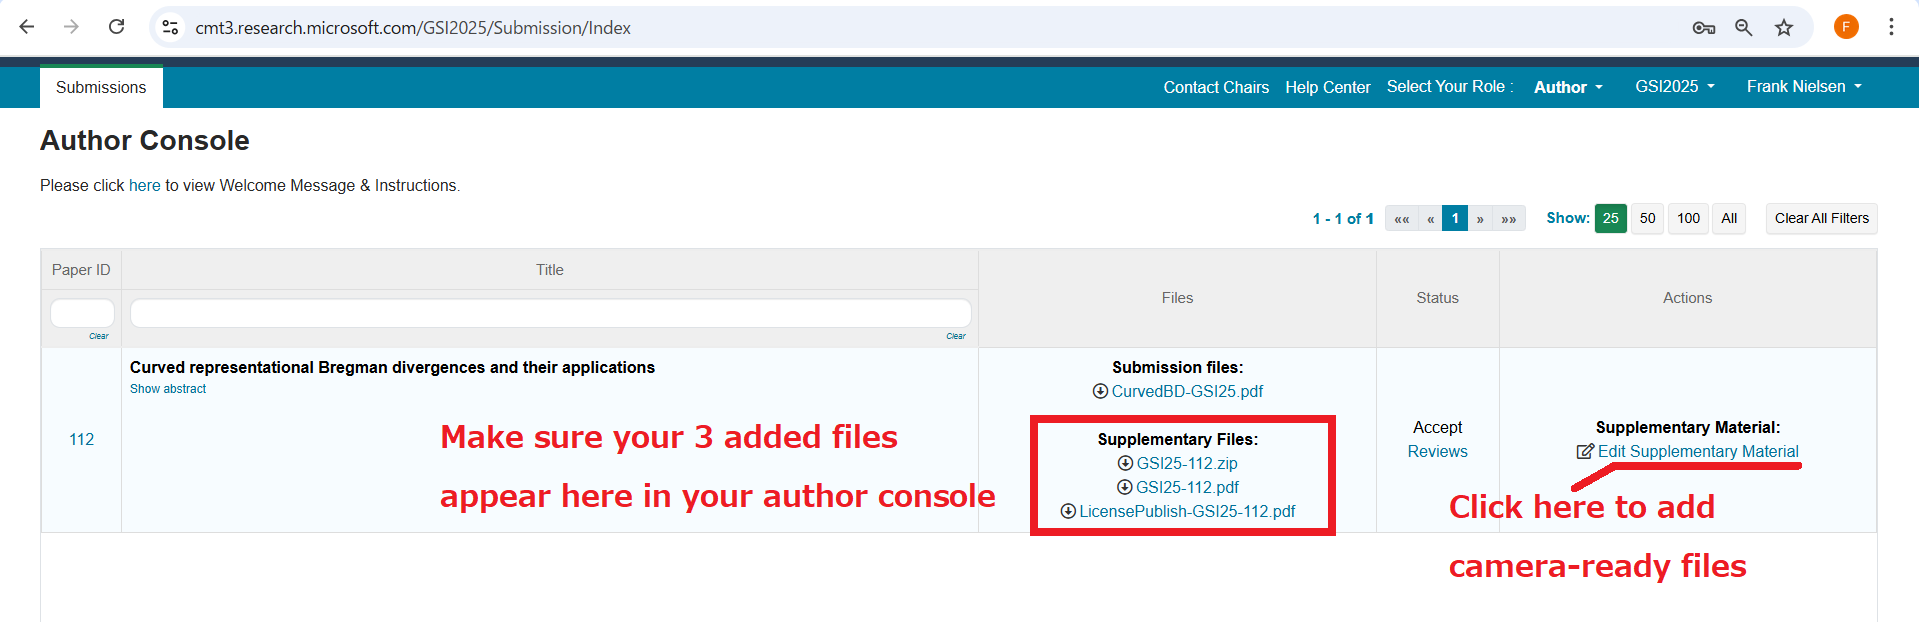 cmt3.research.microsoft.com/GSI2025/Submission/Index
F
Submissions
Contact Chairs Help Center Select Your Role : Author GSI2025 Frank Nielsen
Author Console
Please click here to view Welcome Message & Instructions.
1 - 1 of 1 «« « 1 » »» Show: 25 50 100 All Clear All Filters
Paper ID Title Files Status Actions
Clear Clear
Curved representational Bregman divergences and their applications
Show abstract
112
Submission files:
CurvedBD-GSI25.pdf
Supplementary Files:
GSI25-112.zip
GSI25-112.pdf
LicensePublish-GSI25-112.pdf
Accept
Reviews
Supplementary Material:
Edit Supplementary Material
Make sure your 3 added files
appear here in your author console
Click here to add
camera-ready files